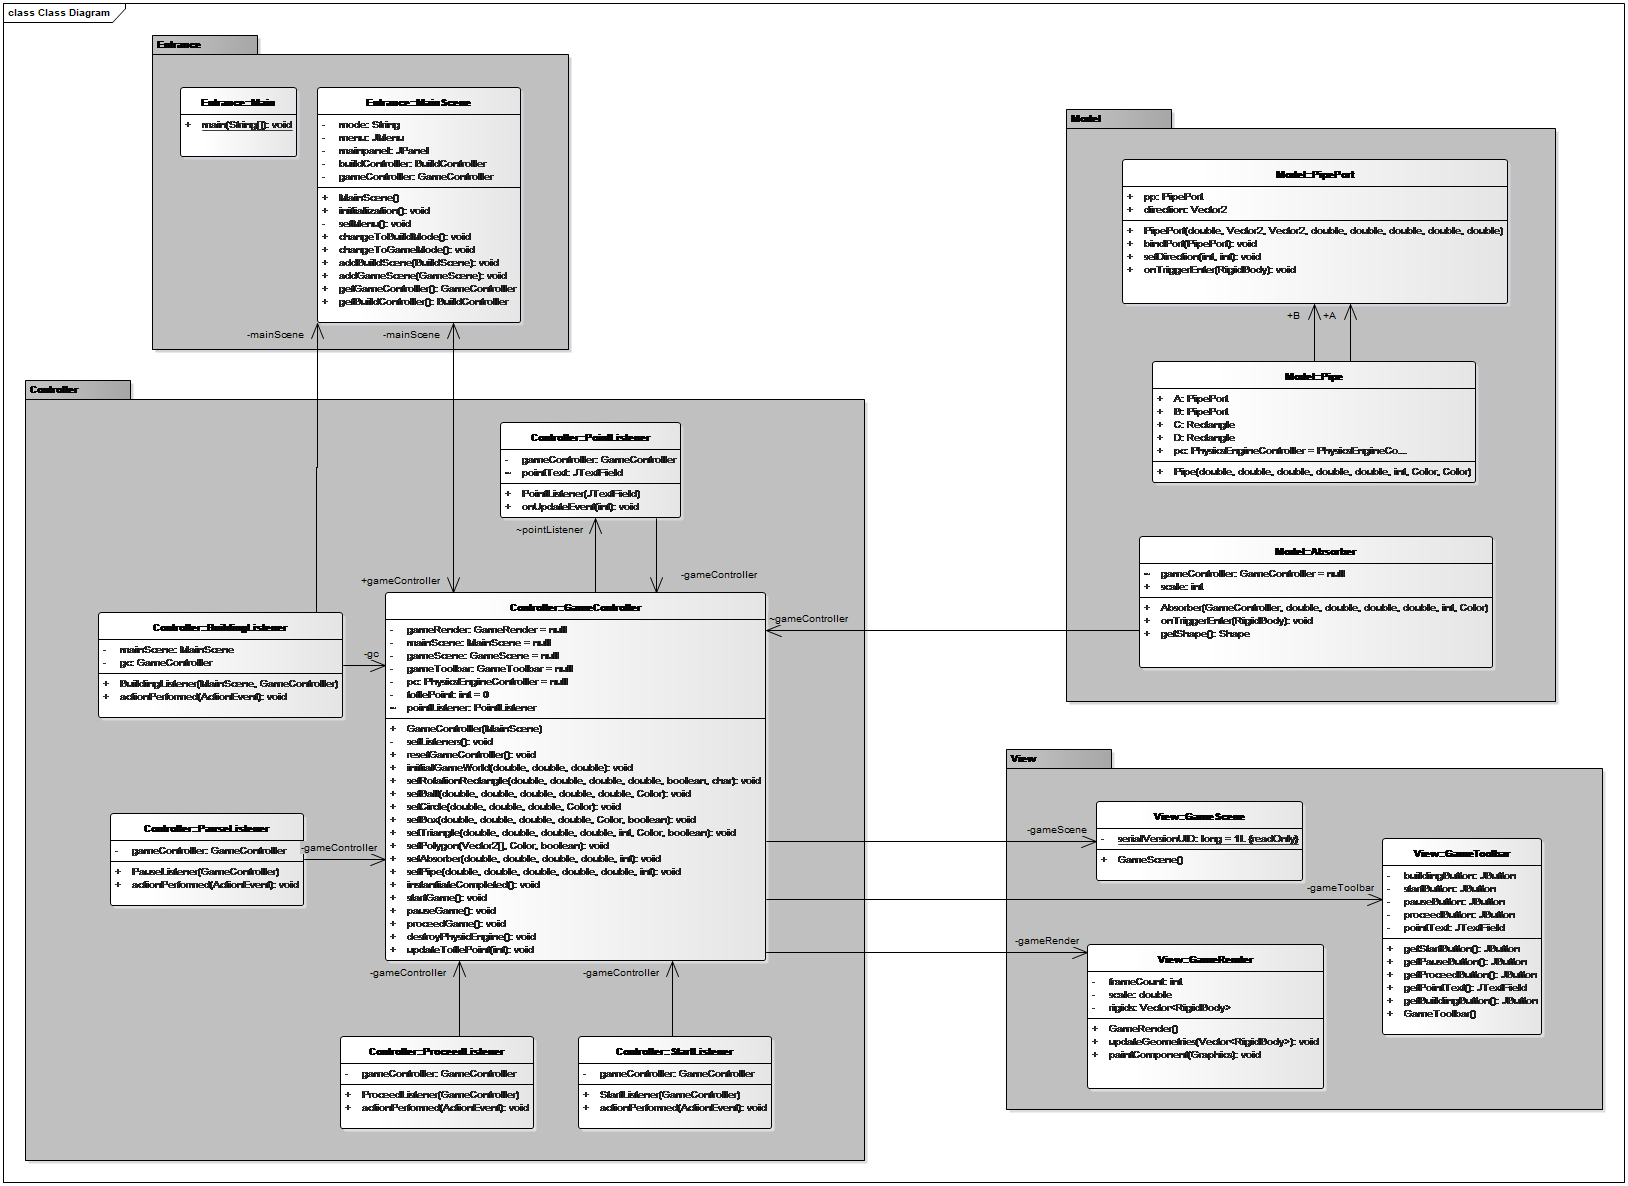 class Class Diagram
Entrance
Entrance::Main
+ main(String[]): void
Entrance::MainScene
- mode: String
- menu: JMenu
- mainpanel: JPanel
- buildController: BuildController
- gameController: GameController
+ MainScene()
+ initialization(): void
- setMenu(): void
+ changeToBuildMode(): void
+ changeToGameMode(): void
+ addBuildScene(BuildScene): void
+ addGameScene(GameScene): void
+ getGameController(): GameController
+ getBuildController(): BuildController
-mainScene
-mainScene
Controller
Controller::PointListener
- gameController: GameController
~ pointText: JTextField
+ PointListener(JTextField)
+ onUpdateEvent(int): void
~pointListener
+gameController
-gameController
Controller::BuildingListener
- mainScene: MainScene
- gc: GameController
+ BuildingListener(MainScene, GameController)
+ actionPerformed(ActionEvent): void
-gc
Controller::GameController
- gameRender: GameRender = null
- mainScene: MainScene = null
- gameScene: GameScene = null
- gameToolbar: GameToolbar = null
- pc: PhysicsEngineController = null
- tottlePoint: int = 0
~ pointListener: PointListener
+ GameController(MainScene)
- setListeners(): void
+ resetGameController(): void
+ initialGameWorld(double, double, double): void
+ setRotationRectangle(double, double, double, double, boolean, char): void
+ setBall(double, double, double, double, double, Color): void
+ setCircle(double, double, double, Color): void
+ setBox(double, double, double, double, Color, boolean): void
+ setTriangle(double, double, double, double, int, Color, boolean): void
+ setPolygon(Vector2[], Color, boolean): void
+ setAbsorber(double, double, double, double, int): void
+ setPipe(double, double, double, double, double, int): void
+ instantiateCompleted(): void
+ startGame(): void
+ pauseGame(): void
+ proceedGame(): void
+ destroyPhysicEngine(): void
+ updateTottlePoint(int): void
Controller::PauseListener
- gameController: GameController
+ PauseListener(GameController)
+ actionPerformed(ActionEvent): void
-gameController
-gameController
-gameController
Controller::ProceedListener
- gameController: GameController
+ ProceedListener(GameController)
+ actionPerformed(ActionEvent): void
Controller::StartListener
- gameController: GameController
+ StartListener(GameController)
+ actionPerformed(ActionEvent): void
Model
Model::PipePort
+ pp: PipePort
+ direction: Vector2
+ PipePort(double, Vector2, Vector2, double, double, double, double, double)
+ bindPort(PipePort): void
+ setDirection(int, int): void
+ onTriggerEnter(RigidBody): void
+B
+A
Model::Pipe
+ A: PipePort
+ B: PipePort
+ C: Rectangle
+ D: Rectangle
+ pc: PhysicsEngineController = PhysicsEngineCo...
+ Pipe(double, double, double, double, double, int, Color, Color)
Model::Absorber
~ gameController: GameController = null
+ scale: int
+ Absorber(GameController, double, double, double, double, int, Color)
+ onTriggerEnter(RigidBody): void
+ getShape(): Shape
~gameController
View
View::GameScene
- serialVersionUID: long = 1L {readOnly}
+ GameScene()
-gameScene
View::GameToolbar
- buildingButton: JButton
- startButton: JButton
- pauseButton: JButton
- proceedButton: JButton
- pointText: JTextField
+ getStartButton(): JButton
+ getPauseButton(): JButton
+ getProceedButton(): JButton
+ getPointText(): JTextField
+ getBuildingButton(): JButton
+ GameToolbar()
-gameToolbar
-gameRender
View::GameRender
- frameCount: int
- scale: double
- rigids: Vector<RigidBody>
+ GameRender()
+ updateGeometries(Vector<RigidBody>): void
+ paintComponent(Graphics): void